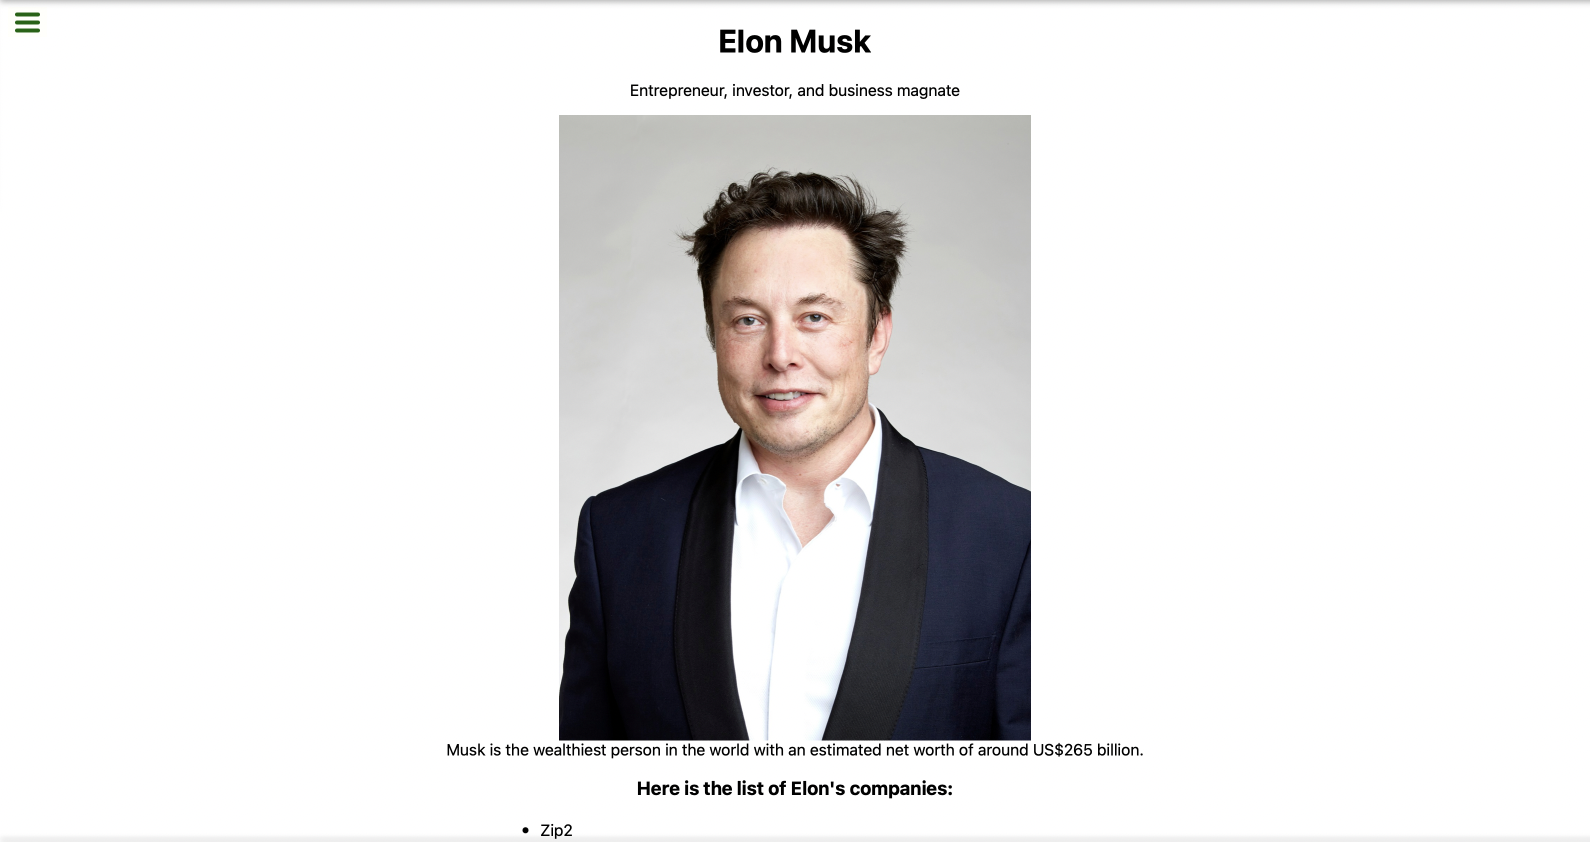 Elon Musk
Entrepreneur, investor, and business magnate
Musk is the wealthiest person in the world with an estimated net worth of around US$265 billion.
Here is the list of Elon's companies:
Zip2